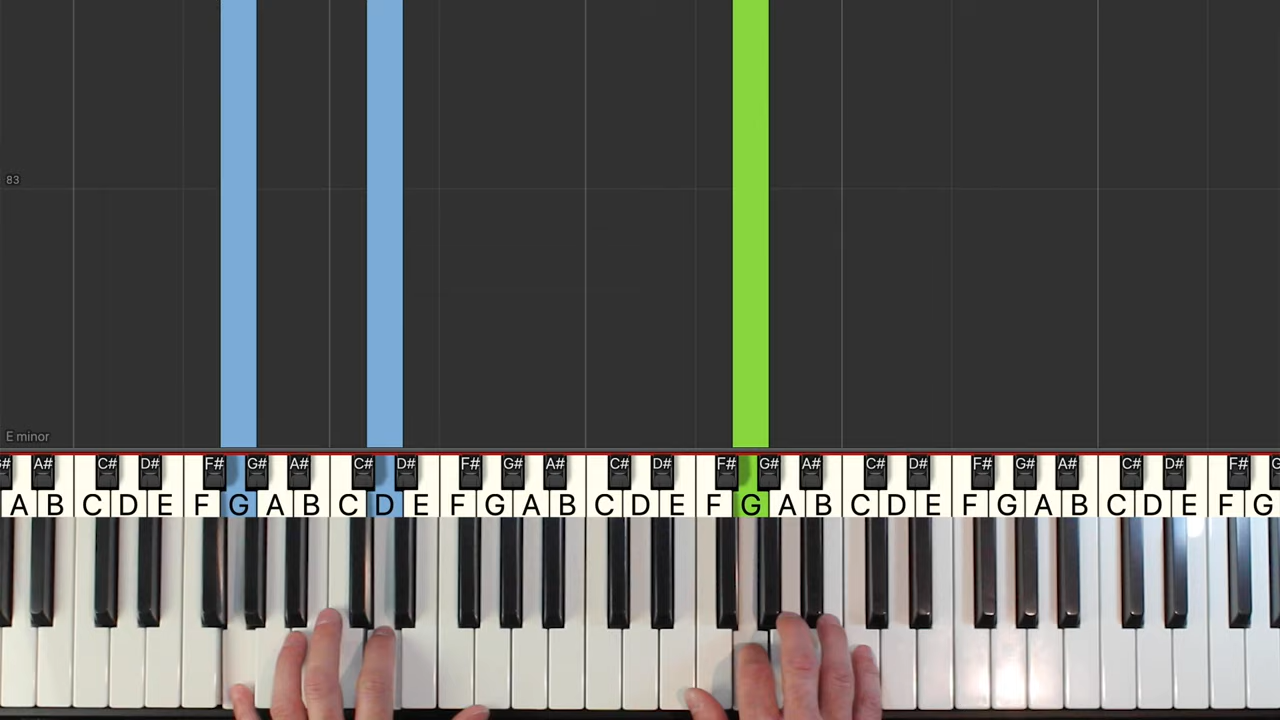 83
E minor
# A# C# D# F# G# A# C# D# F# G# A# C# D# F# G# A# C# D# F# G# A# C# D# F# G
A B C D E F G A B C D E F G A B C D E F G A B C D E F G A B C D E F G